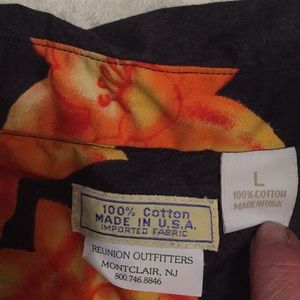 100% Cotton
MADE IN U.S.A.
IMPORTED FABRIC
REUNION OUTFITTERS
MONTCLAIR, NJ
800.746.8846
L
100% COTTON
MADE IN USA